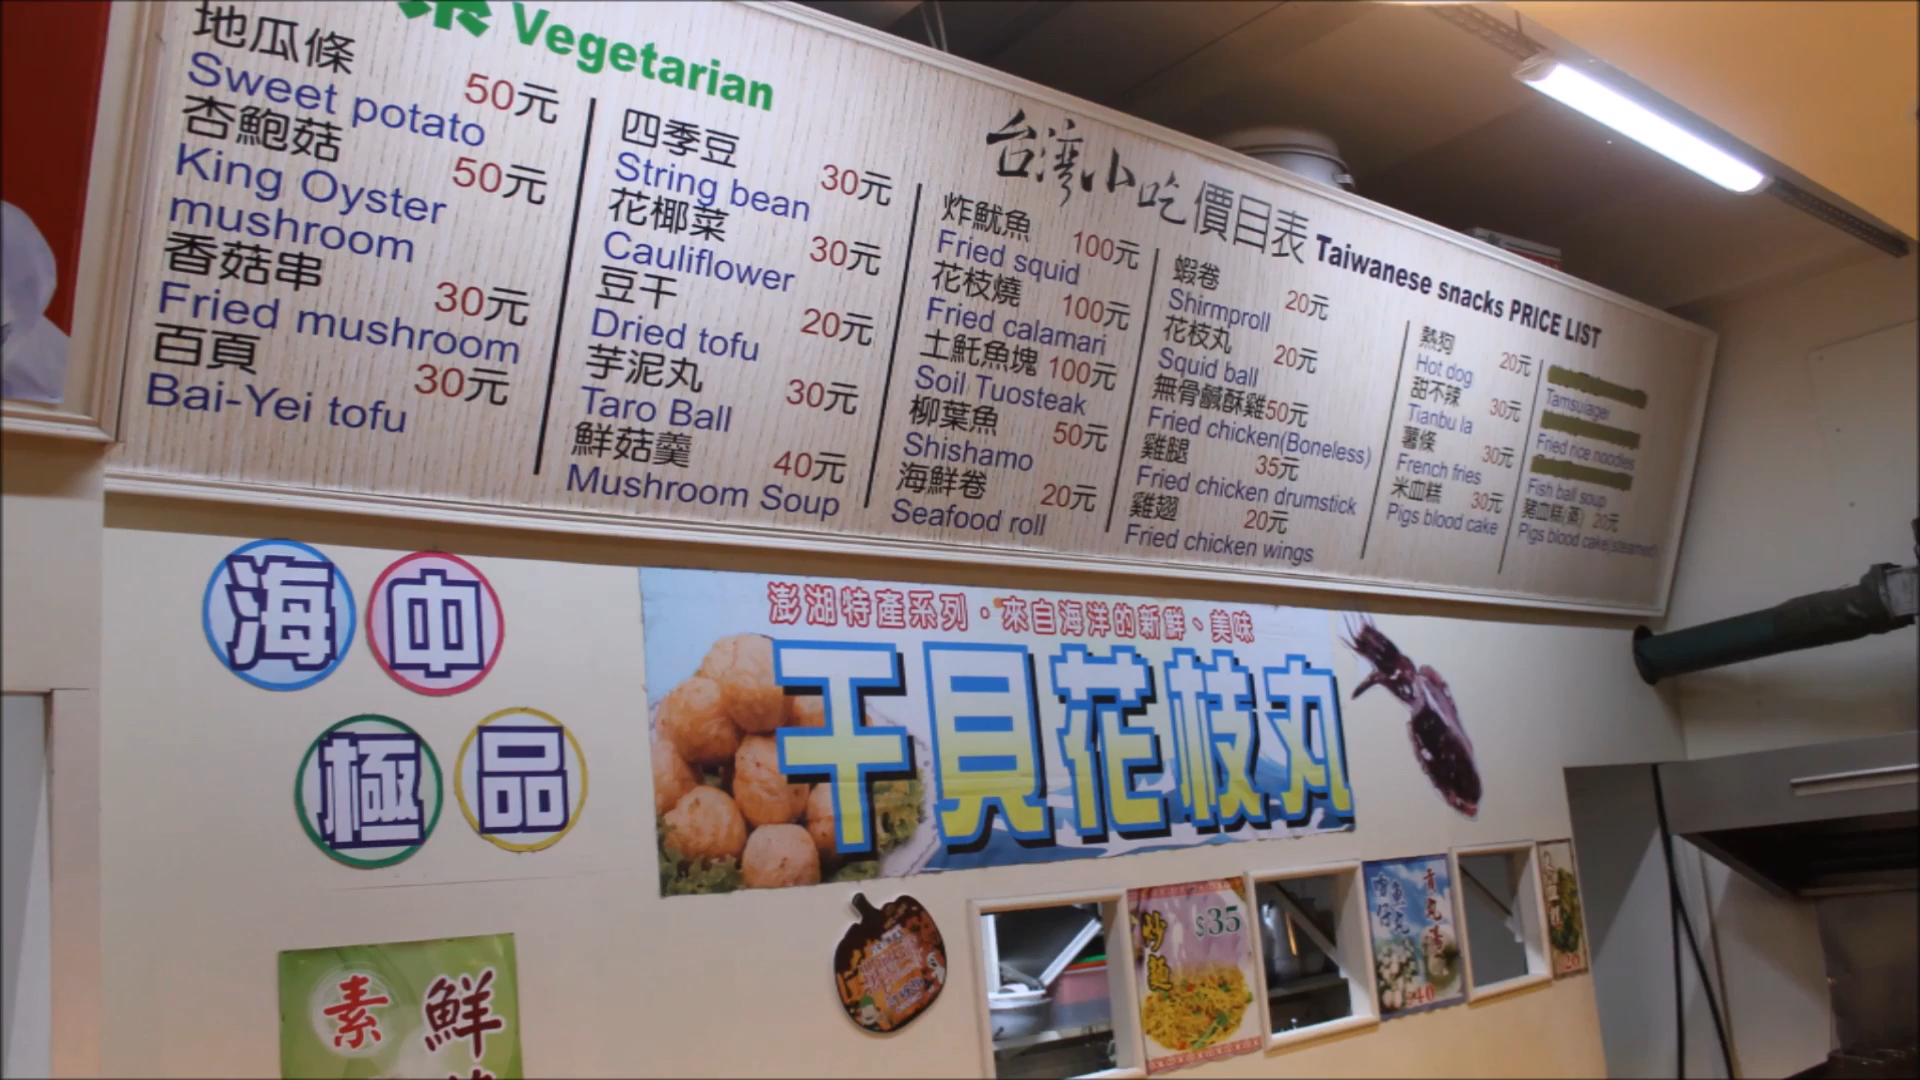 素 Vegetarian
地瓜條
Sweet potato 50元
杏鮑菇
King Oyster 50元
mushroom
香菇串
Fried mushroom 30元
百頁
Bai-Yei tofu 30元
四季豆
String bean 30元
花椰菜
Cauliflower 30元
豆干
Dried tofu 20元
芋泥丸
Taro Ball 30元
鮮菇羹
Mushroom Soup 40元
台灣小吃價目表 Taiwanese snacks PRICE LIST
炸魷魚
Fried squid 100元
花枝燒
Fried calamari 100元
土魠魚塊 100元
Soil Tuosteak
柳葉魚
Shishamo 50元
海鮮卷
Seafood roll 20元
蝦卷
Shirmproll 20元
花枝丸
Squid ball 20元
無骨鹹酥雞50元
Fried chicken(Boneless)
雞腿 35元
Fried chicken drumstick
雞翅 20元
Fried chicken wings
熱狗
Hot dog 20元
甜不辣
Tianbu la 30元
薯條
French fries 30元
米血糕 30元
Pigs blood cake
Fried rice noodles
Fish ball soup
豬血糕(蒸) 20元
Pigs blood cake(steamed)
海中
極品
澎湖特產系列·來自海洋的新鮮、美味
干貝花枝丸
素 鮮
炒麵 $35
貢丸湯
40